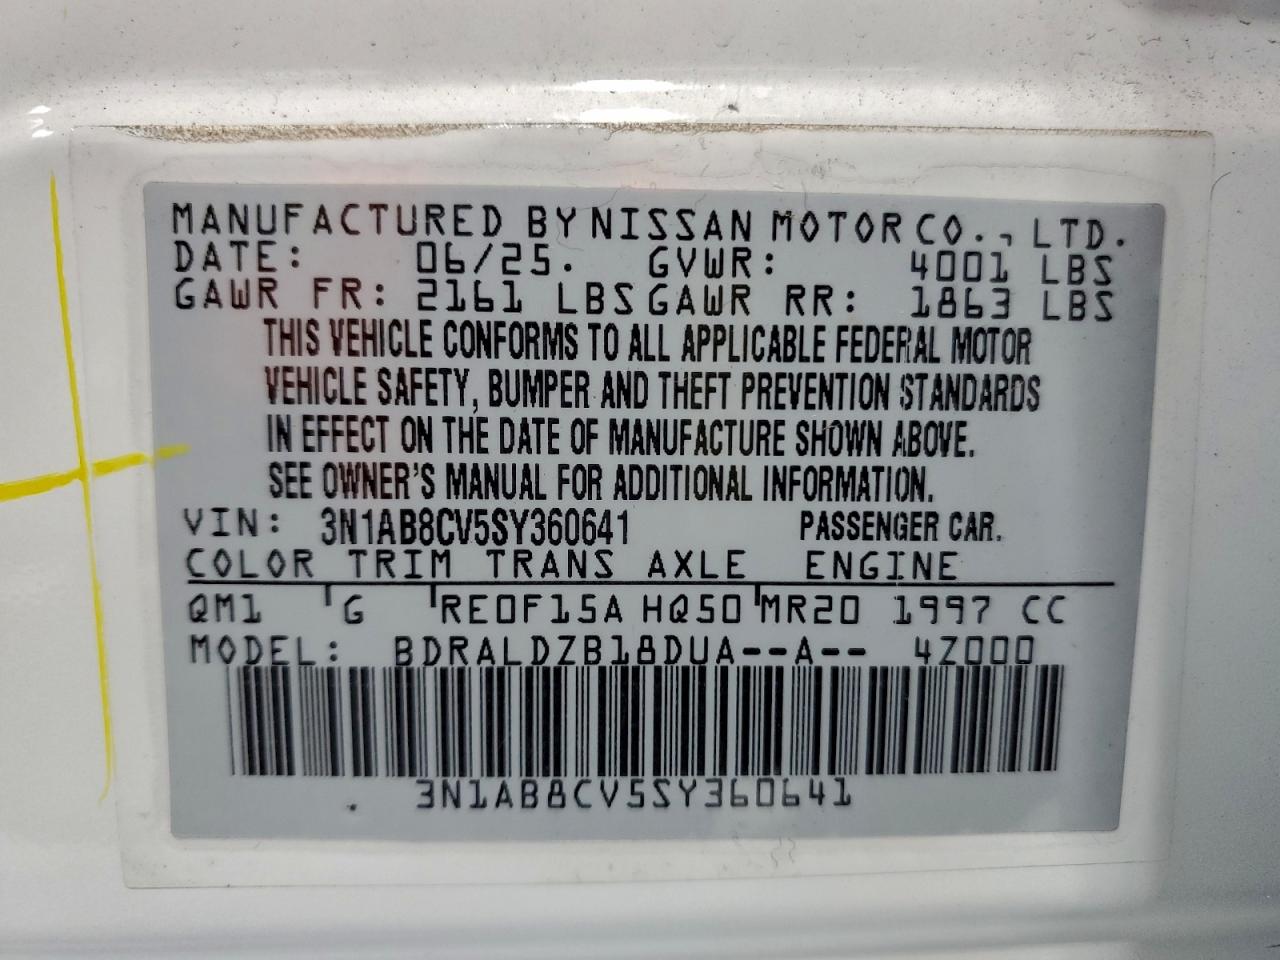 MANUFACTURED BY NISSAN MOTOR CO., LTD.
DATE: 06/25. GVWR: 4001 LBS
GAWR FR: 2161 LBS GAWR RR: 1863 LBS
THIS VEHICLE CONFORMS TO ALL APPLICABLE FEDERAL MOTOR
VEHICLE SAFETY, BUMPER AND THEFT PREVENTION STANDARDS
IN EFFECT ON THE DATE OF MANUFACTURE SHOWN ABOVE.
SEE OWNER'S MANUAL FOR ADDITIONAL INFORMATION.
VIN: 3N1AB8CV5SY360641 PASSENGER CAR.
COLOR TRIM TRANS AXLE ENGINE
QM1 G RE0F15A HQ50 MR20 1997 CC
MODEL: BDRALDZB18DUA--A-- 4Z000
3N1AB8CV5SY360641